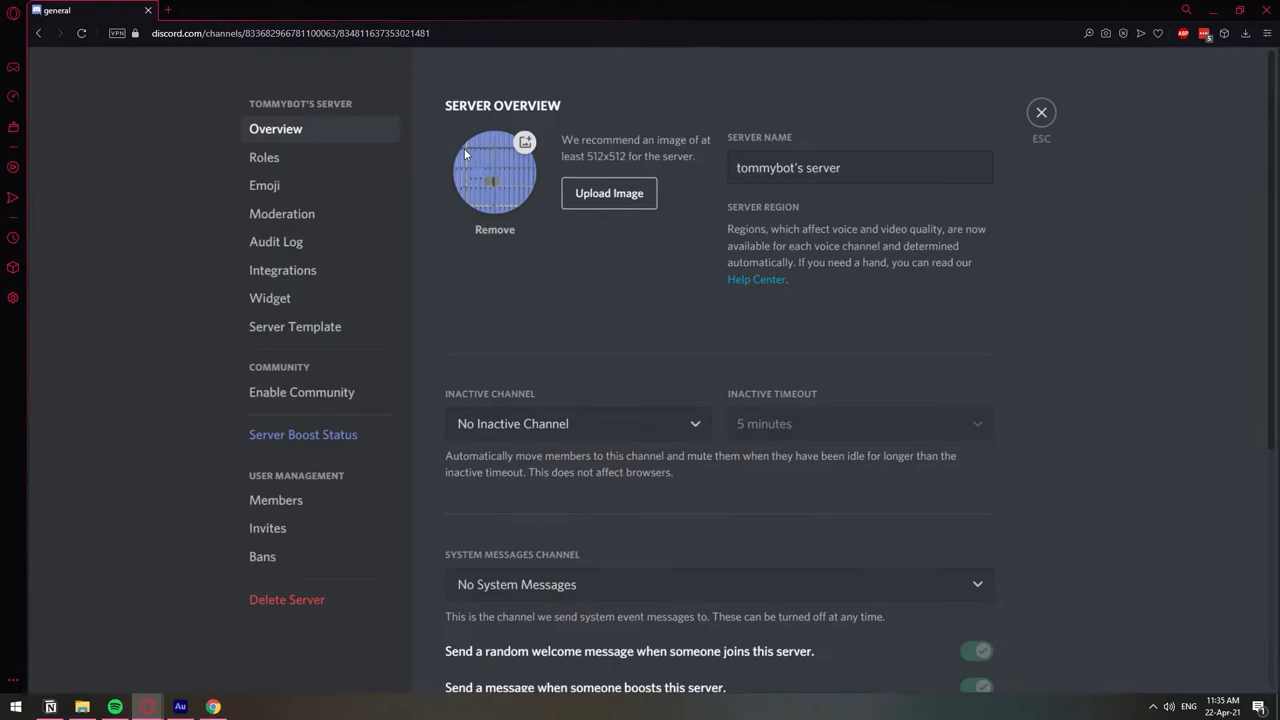 general
VPN
discord.com/channels/833682966781100063/834811637353021481
ABP
5
TOMMYBOT'S SERVER
Overview
Roles
Emoji
Moderation
Audit Log
Integrations
Widget
Server Template
COMMUNITY
Enable Community
Server Boost Status
USER MANAGEMENT
Members
Invites
Bans
Delete Server
SERVER OVERVIEW
We recommend an image of at
least 512x512 for the server.
Upload Image
Remove
SERVER NAME
tommybot's server
SERVER REGION
Regions, which affect voice and video quality, are now
available for each voice channel and determined
automatically. If you need a hand, you can read our
Help Center.
ESC
INACTIVE CHANNEL
No Inactive Channel
INACTIVE TIMEOUT
5 minutes
Automatically move members to this channel and mute them when they have been idle for longer than the
inactive timeout. This does not affect browsers.
SYSTEM MESSAGES CHANNEL
No System Messages
This is the channel we send system event messages to. These can be turned off at any time.
Send a random welcome message when someone joins this server.
Send a message when someone boosts this server.
Au
ENG
11:35 AM
22-Apr-21
1